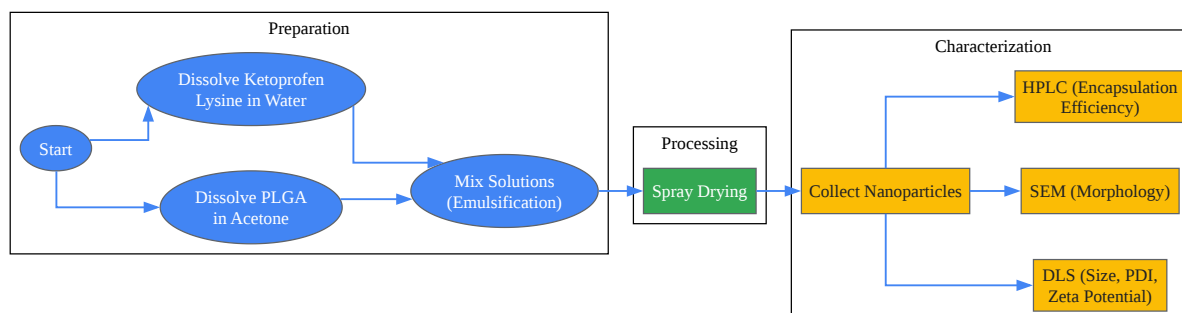 Preparation
Start
Dissolve Ketoprofen
Lysine in Water
Dissolve PLGA
in Acetone
Mix Solutions
(Emulsification)
Processing
Spray Drying
Characterization
Collect Nanoparticles
HPLC (Encapsulation
Efficiency)
SEM (Morphology)
DLS (Size, PDI,
Zeta Potential)